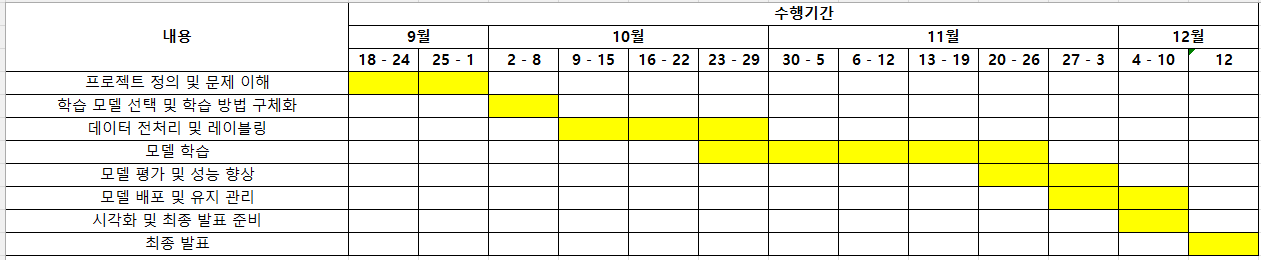 수행기간
내용
9월 10월 11월 12월
18 - 24 25 - 1 2 - 8 9 - 15 16 - 22 23 - 29 30 - 5 6 - 12 13 - 19 20 - 26 27 - 3 4 - 10 12
프로젝트 정의 및 문제 이해
학습 모델 선택 및 학습 방법 구체화
데이터 전처리 및 레이블링
모델 학습
모델 평가 및 성능 향상
모델 배포 및 유지 관리
시각화 및 최종 발표 준비
최종 발표